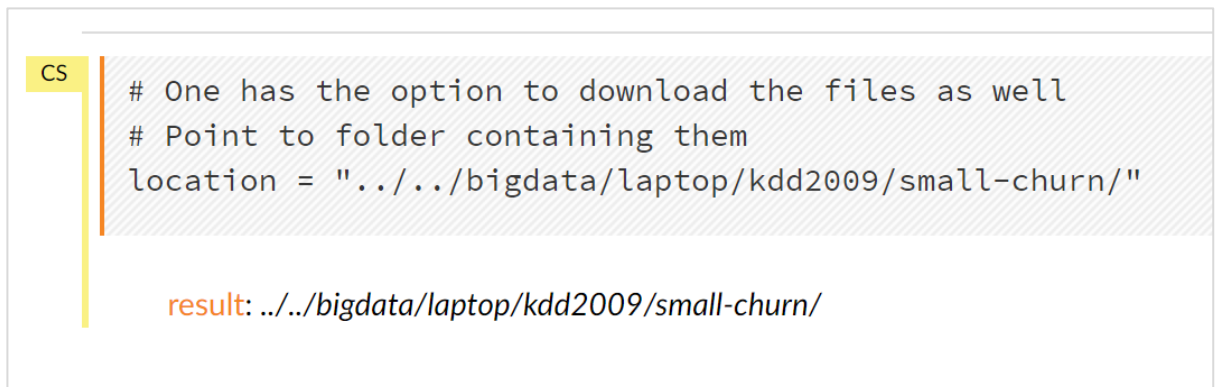 CS
# One has the option to download the files as well
# Point to folder containing them
location = "../../bigdata/laptop/kdd2009/small-churn/"
result: ../../bigdata/laptop/kdd2009/small-churn/